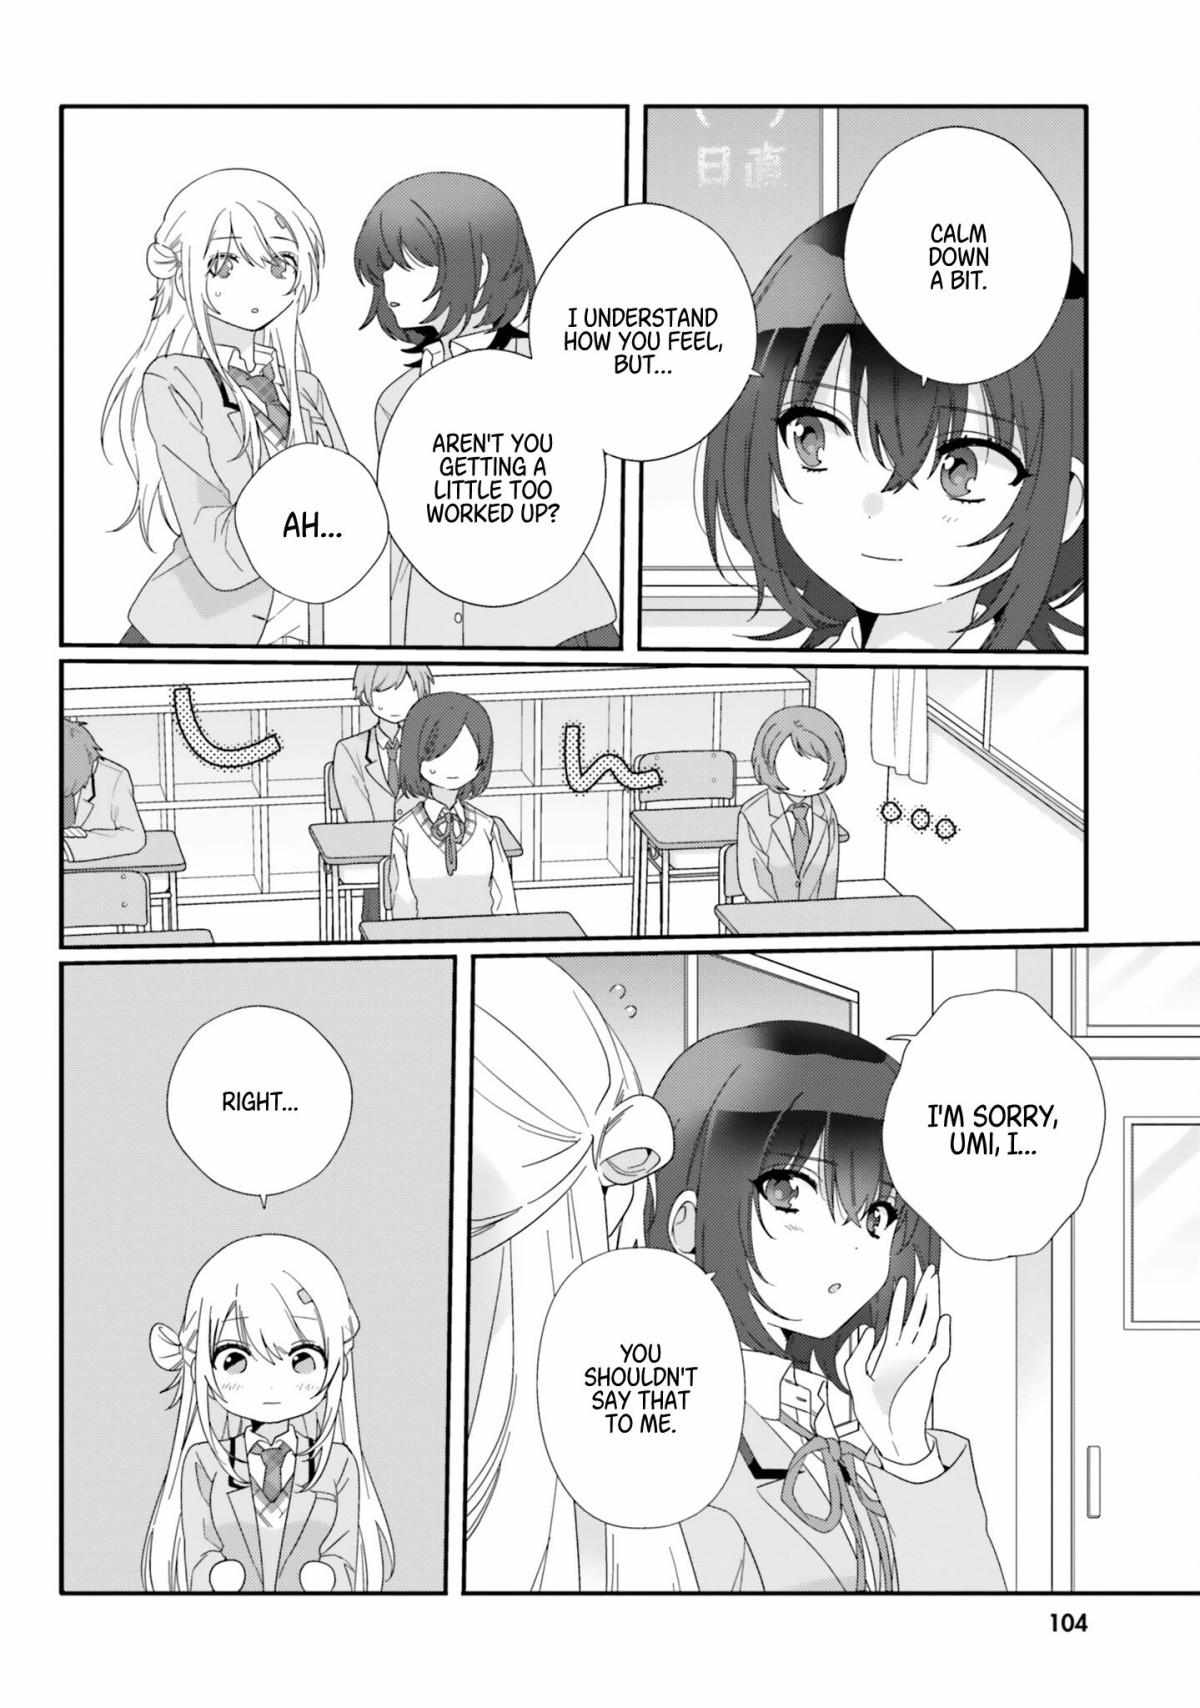 日直
CALM
DOWN
A BIT.
I UNDERSTAND
HOW YOU FEEL,
BUT...
AREN'T YOU
GETTING A
LITTLE TOO
WORKED UP?
AH...
しん...
I'M SORRY,
UMI, I...
YOU
SHOULDN'T
SAY THAT
TO ME.
RIGHT...
104